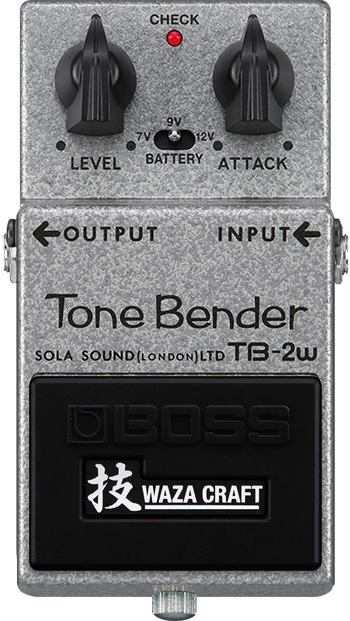 CHECK
9V
7V 12V
LEVEL BATTERY ATTACK
←OUTPUT INPUT←
Tone Bender
SOLA SOUND(LONDON)LTD TB-2w
BOSS
技 WAZA CRAFT